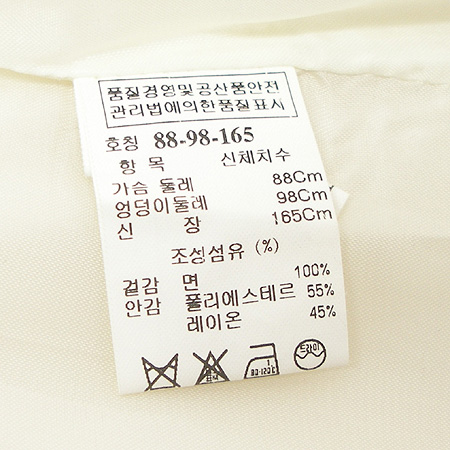 품질경영및공산품안전
관리법에의한품질표시
호칭 88-98-165
항 목 신체치수
가슴 둘레 88Cm
엉덩이둘레 98Cm
신 장 165Cm
조성섬유 (%)
겉감 면 100%
안감 폴리에스테르 55%
레이온 45%
드라이